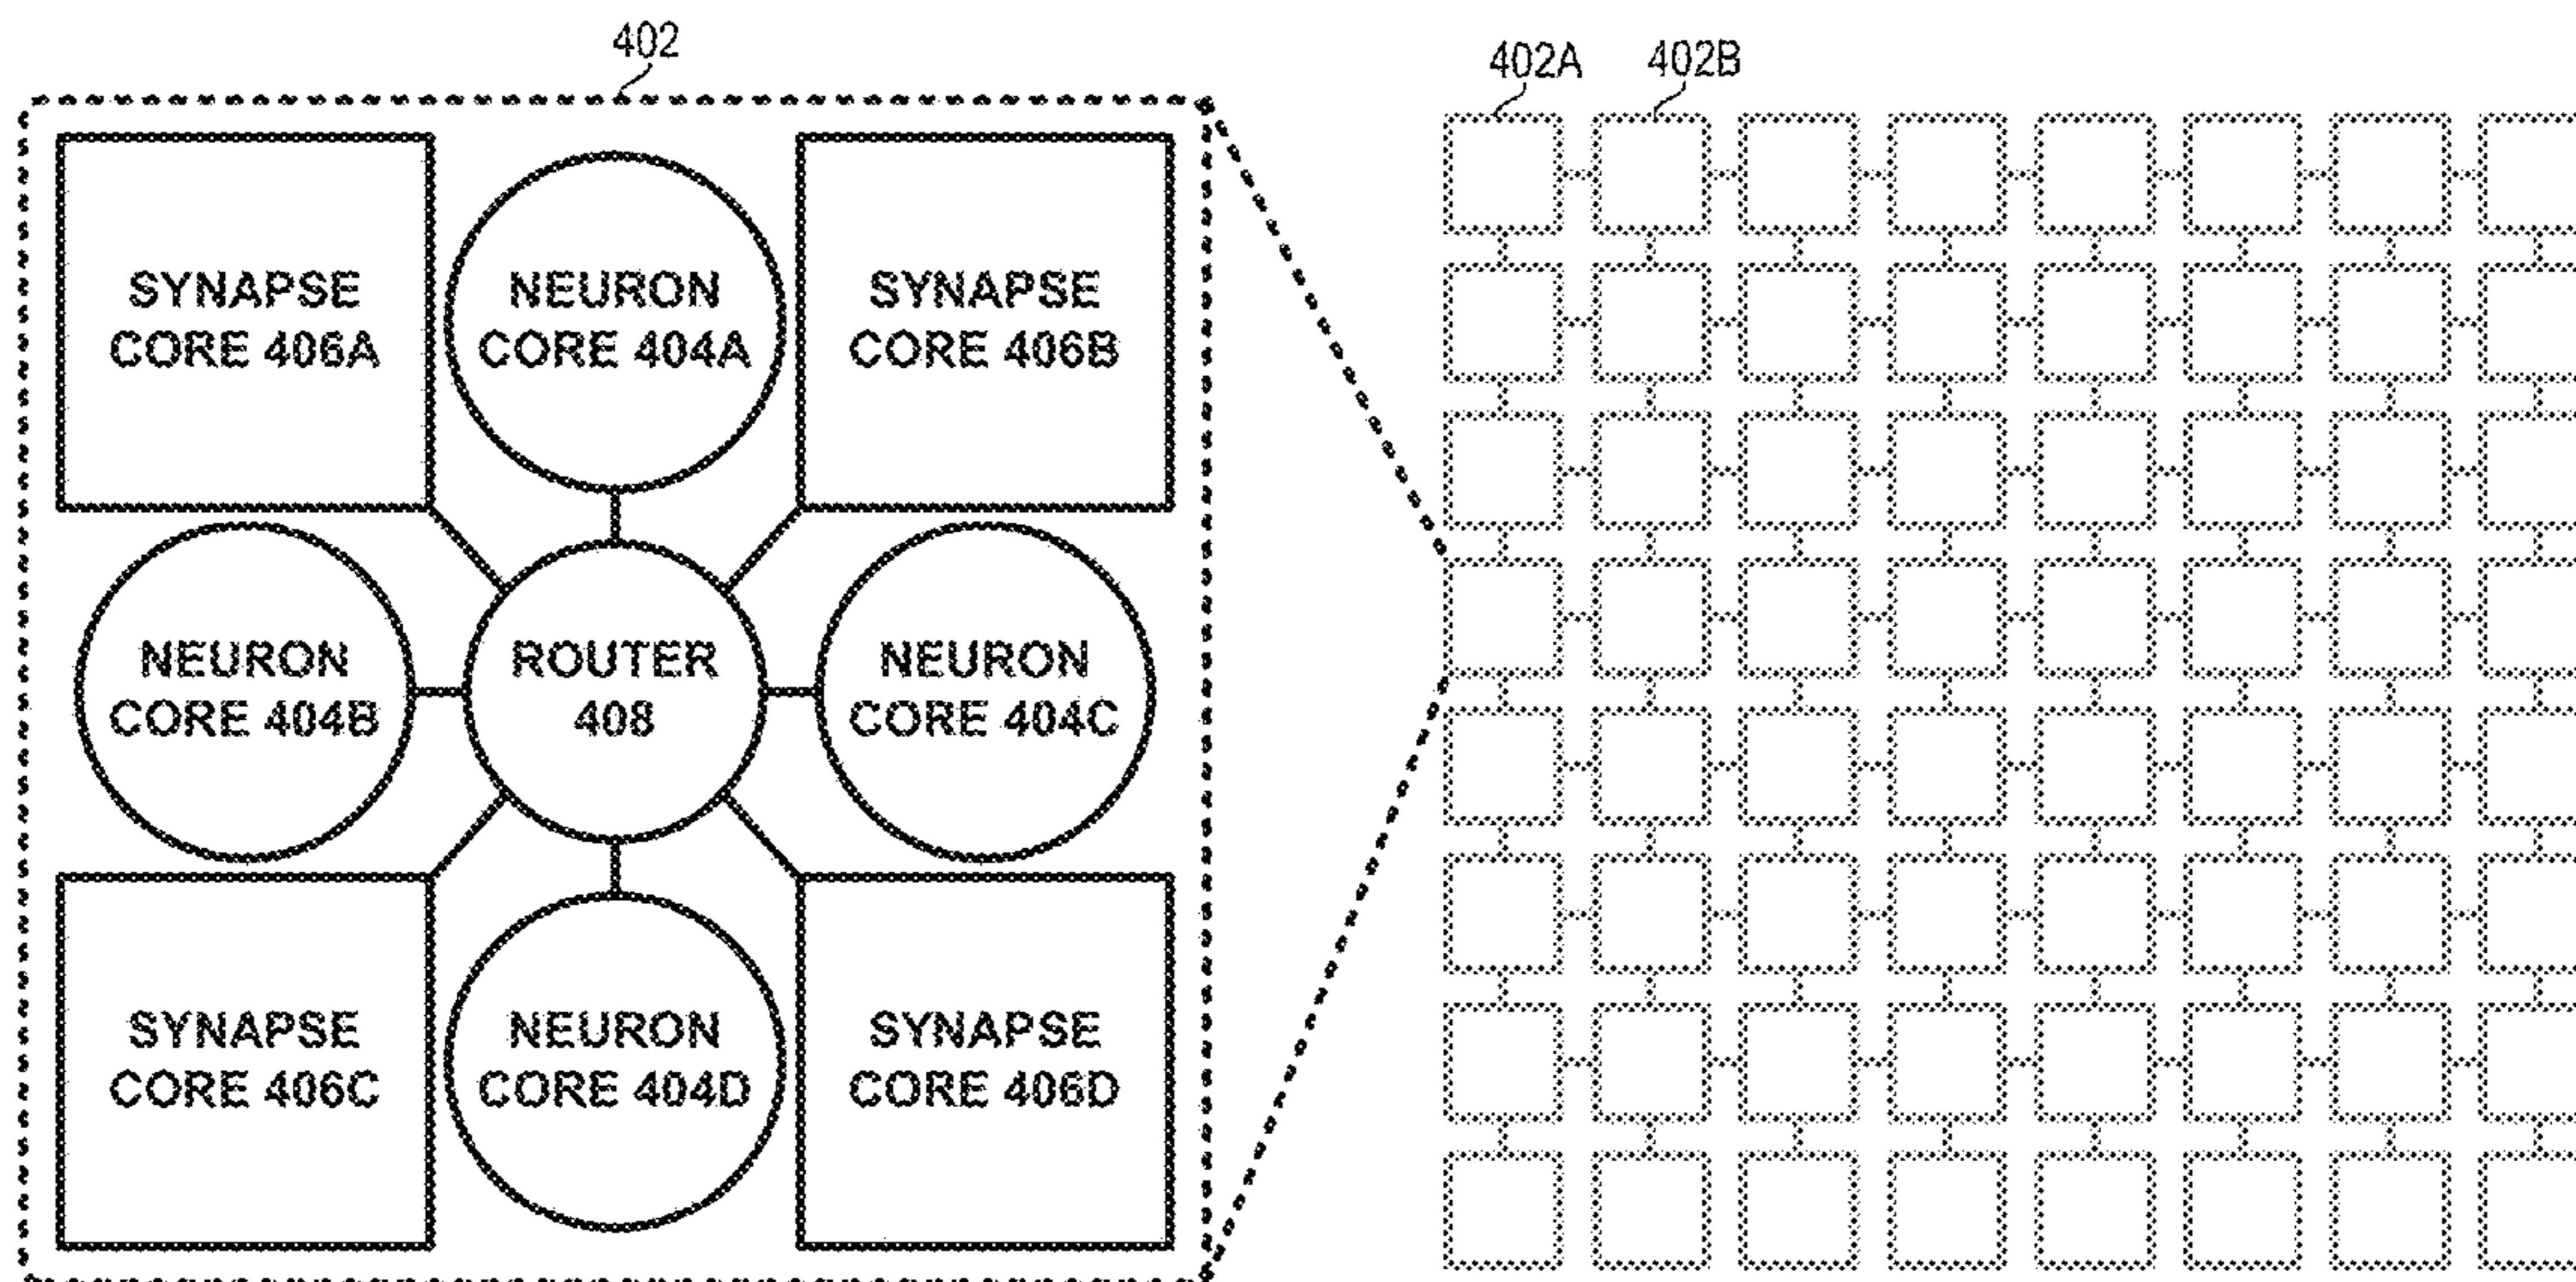 402
402A 402B
SYNAPSE
CORE 406A
NEURON
CORE 404A
SYNAPSE
CORE 406B
NEURON
CORE 404B
ROUTER
408
NEURON
CORE 404C
SYNAPSE
CORE 406C
NEURON
CORE 404D
SYNAPSE
CORE 406D